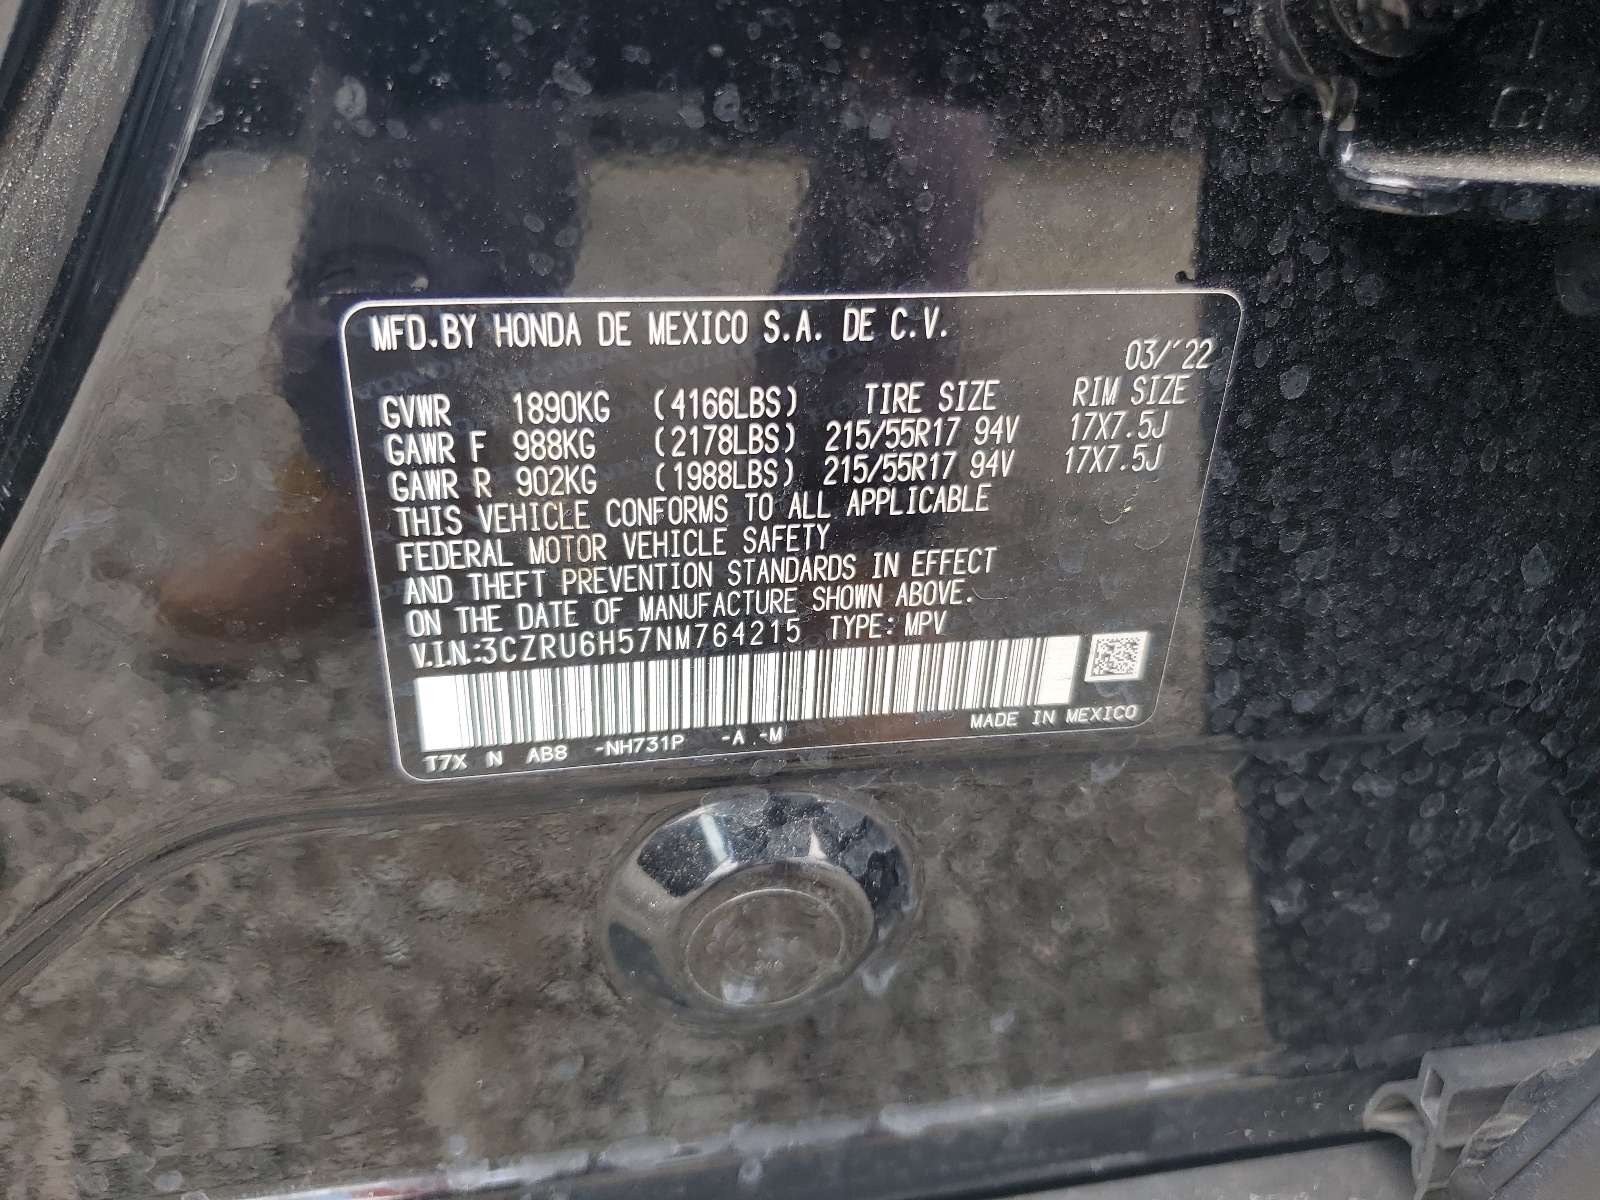 MFD.BY HONDA DE MEXICO S.A. DE C.V.
03/'22
GVWR 1890KG (4166LBS) TIRE SIZE RIM SIZE
GAWR F 988KG (2178LBS) 215/55R17 94V 17X7.5J
GAWR R 902KG (1988LBS) 215/55R17 94V 17X7.5J
THIS VEHICLE CONFORMS TO ALL APPLICABLE
FEDERAL MOTOR VEHICLE SAFETY
AND THEFT PREVENTION STANDARDS IN EFFECT
ON THE DATE OF MANUFACTURE SHOWN ABOVE.
V.I.N.:3CZRU6H57NM764215 TYPE: MPV
T7X N AB8 -NH731P -A -M MADE IN MEXICO